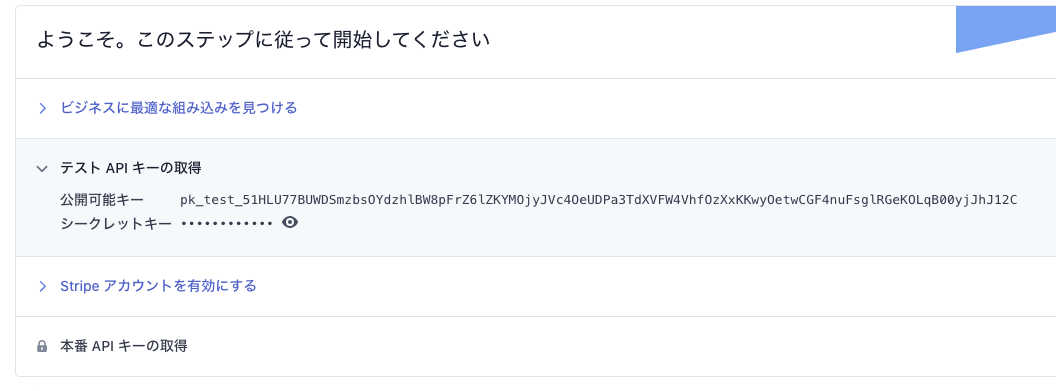 ようこそ。このステップに従って開始してください
ビジネスに最適な組み込みを見つける
テスト API キーの取得
公開可能キー pk_test_51HLU77BUWDSmzbsOYdzhlBW8pFrZ6lZKYMOjyJVc4OeUDPa3TdXVFW4VhfOzXxKKwyOetwCGF4nuFsglRGeKOLqB00yjJhJ12C
シークレットキー ••••••••••••
Stripe アカウントを有効にする
本番 API キーの取得